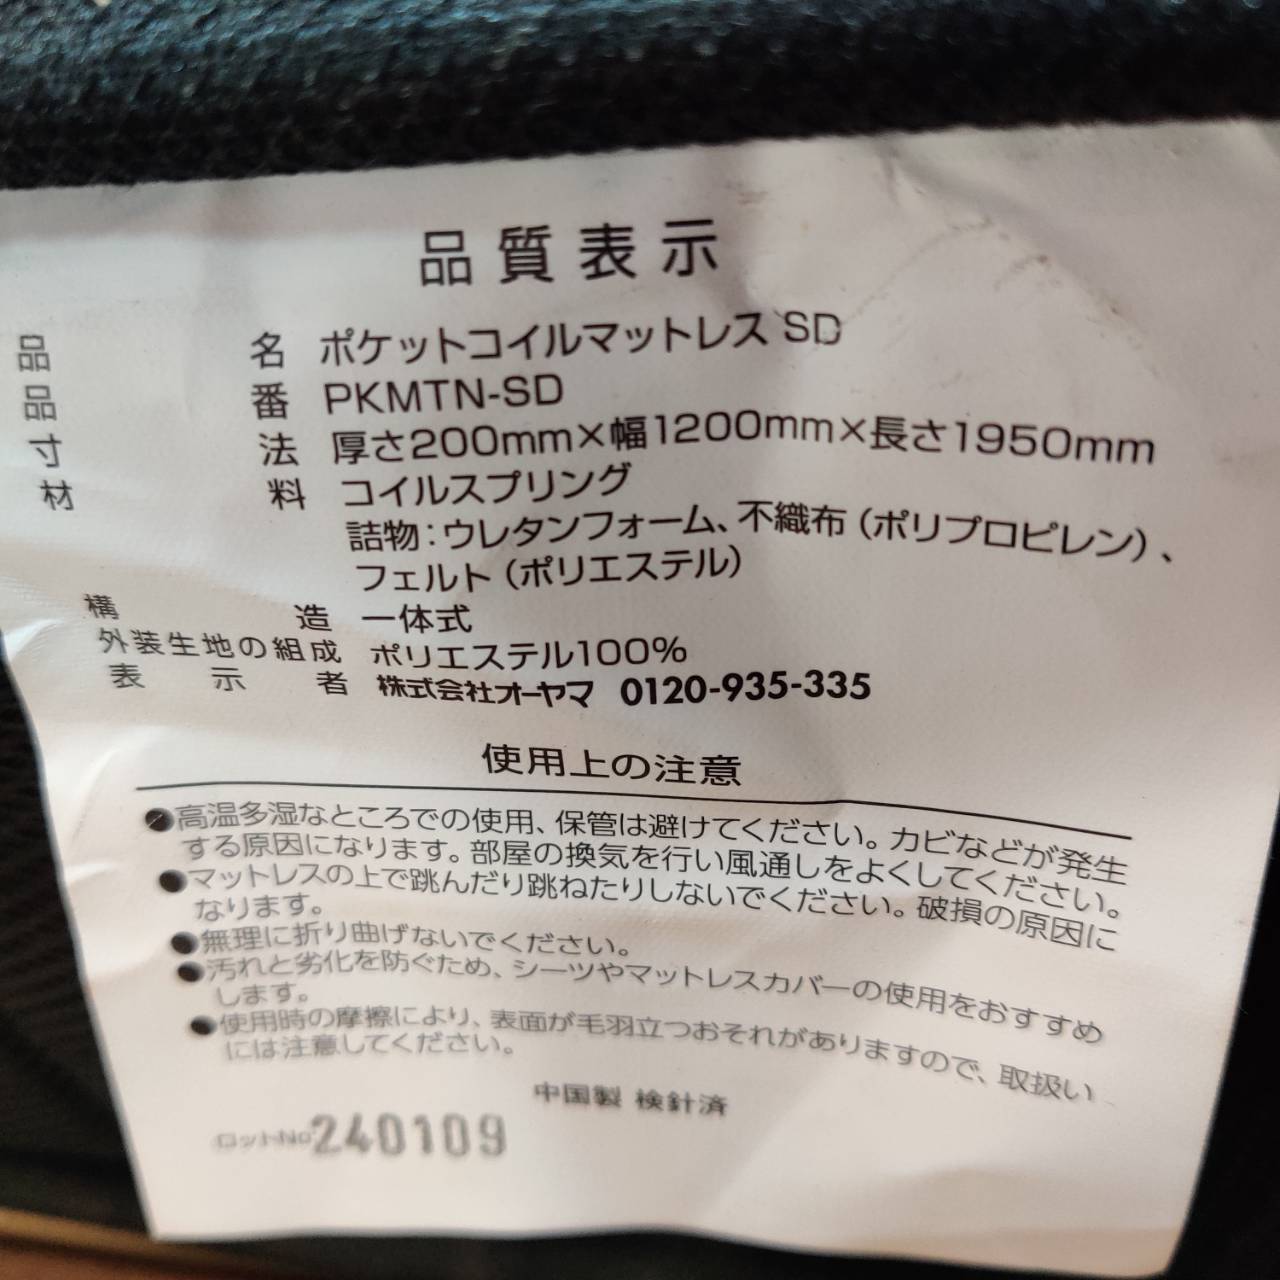 品質表示
品名 ポケットコイルマットレス SD
品番 PKMTN-SD
寸法 厚さ200mm×幅1200mm×長さ1950mm
材料 コイルスプリング
詰物:ウレタンフォーム、不織布(ポリプロピレン)、
フェルト(ポリエステル)
構造 一体式
外装生地の組成 ポリエステル100%
表示者 株式会社オーヤマ 0120-935-335
使用上の注意
●高温多湿なところでの使用、保管は避けてください。カビなどが発生
する原因になります。部屋の換気を行い風通しをよくしてください。
●マットレスの上で跳んだり跳ねたりしないでください。破損の原因に
なります。
●無理に折り曲げないでください。
●汚れと劣化を防ぐため、シーツやマットレスカバーの使用をおすすめ
します。
●使用時の摩擦により、表面が毛羽立つおそれがありますので、取扱い
には注意してください。
中国製 検針済
ロットNo 240109